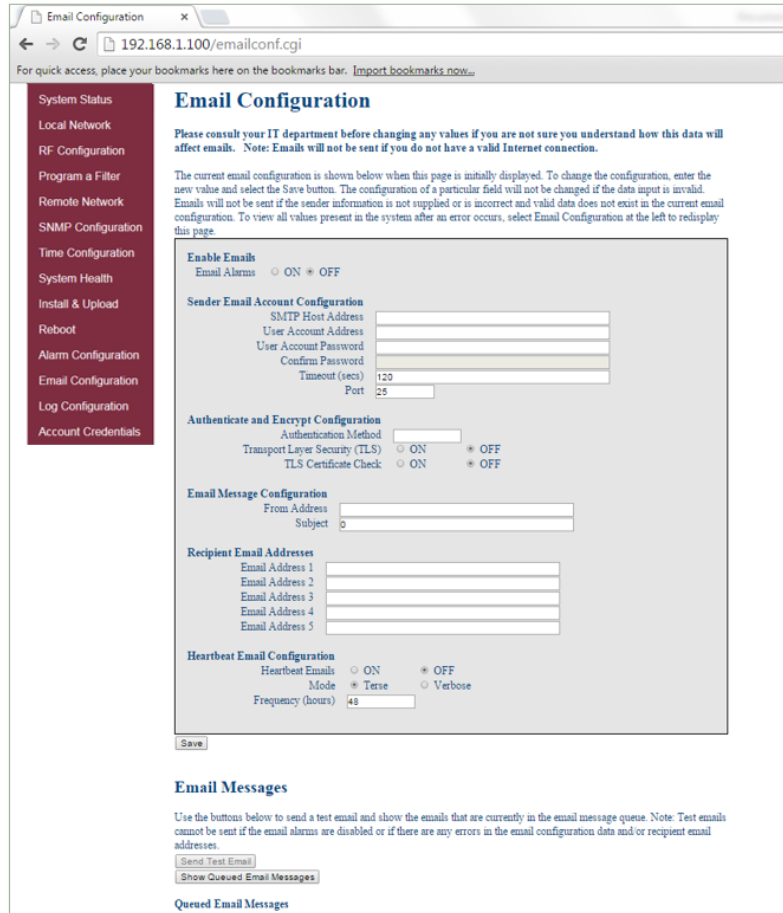 Email Configuration
192.168.1.100/emailconf.cgi
For quick access, place your bookmarks here on the bookmarks bar. Import bookmarks now...
System Status
Local Network
RF Configuration
Program a Filter
Remote Network
SNMP Configuration
Time Configuration
System Health
Install & Upload
Reboot
Alarm Configuration
Email Configuration
Log Configuration
Account Credentials
Email Configuration
Please consult your IT department before changing any values if you are not sure you understand how this data will
affect emails. Note: Emails will not be sent if you do not have a valid Internet connection.
The current email configuration is shown below when this page is initially displayed. To change the configuration, enter the
new value and select the Save button. The configuration of a particular field will not be changed if the data input is invalid.
Emails will not be sent if the sender information is not supplied or is incorrect and valid data does not exist in the current email
configuration. To view all values present in the system after an error occurs, select Email Configuration at the left to redisplay
this page.
Enable Emails
Email Alarms ON OFF
Sender Email Account Configuration
SMTP Host Address
User Account Address
User Account Password
Confirm Password
Timeout (secs) 120
Port 25
Authenticate and Encrypt Configuration
Authentication Method
Transport Layer Security (TLS) ON OFF
TLS Certificate Check ON OFF
Email Message Configuration
From Address
Subject 0
Recipient Email Addresses
Email Address 1
Email Address 2
Email Address 3
Email Address 4
Email Address 5
Heartbeat Email Configuration
Heartbeat Emails ON OFF
Mode Terse Verbose
Frequency (hours) 48
Save
Email Messages
Use the buttons below to send a test email and show the emails that are currently in the email message queue. Note: Test emails
cannot be sent if the email alarms are disabled or if there are any errors in the email configuration data and/or recipient email
addresses.
Send Test Email
Show Queued Email Messages
Queued Email Messages